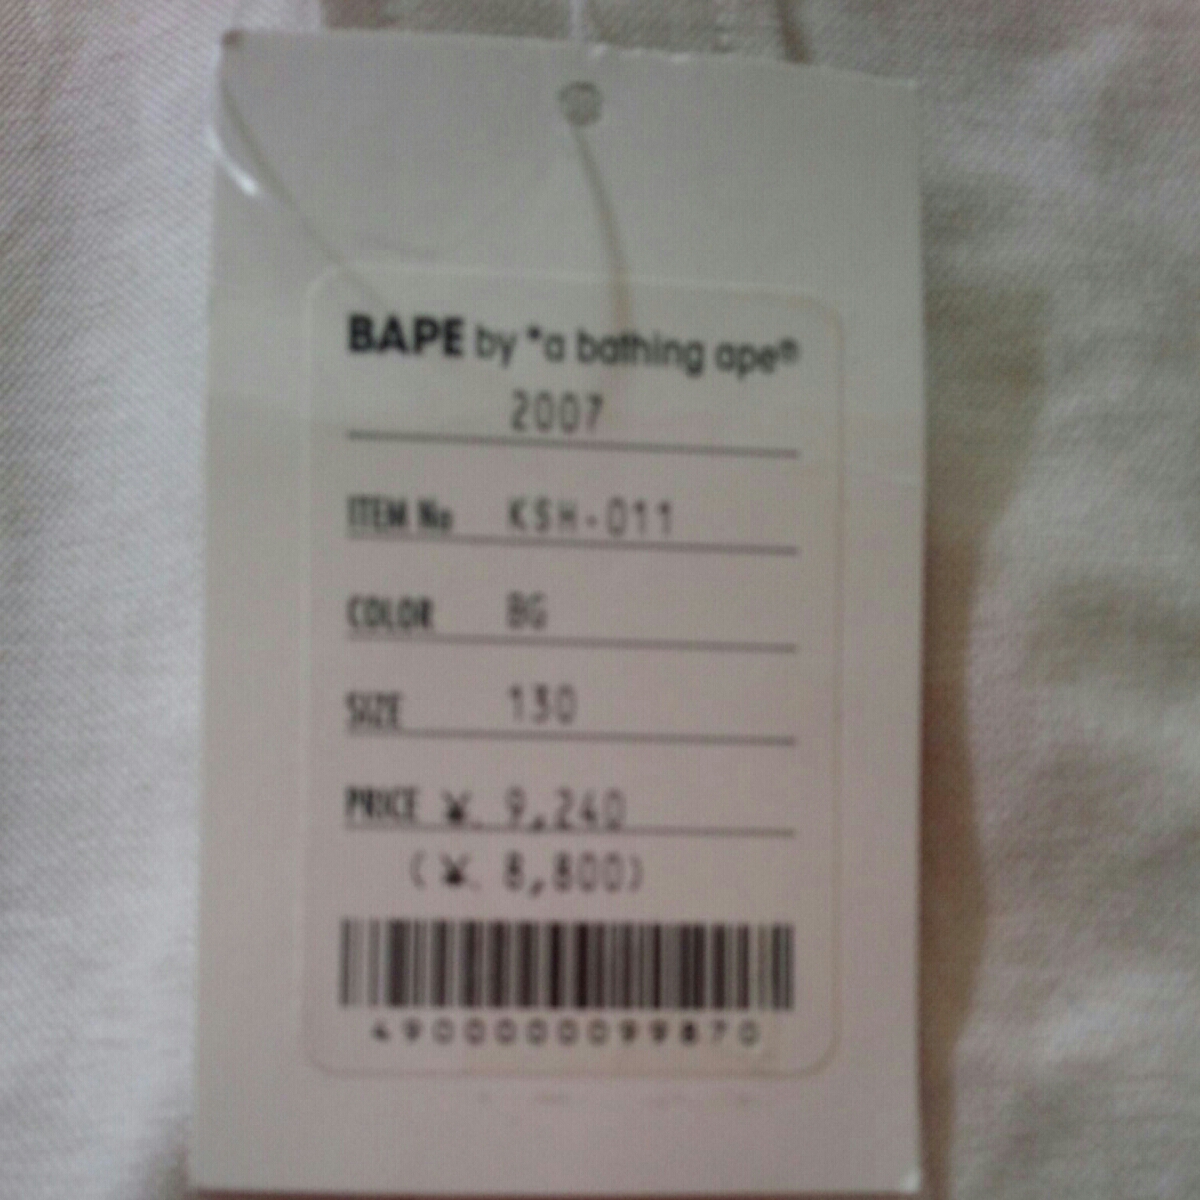 BAPE by *a bathing ape®
2007
ITEM No KSH-011
COLOR BG
SIZE 130
PRICE ¥. 9,240
(¥. 8,800)
4900000099870